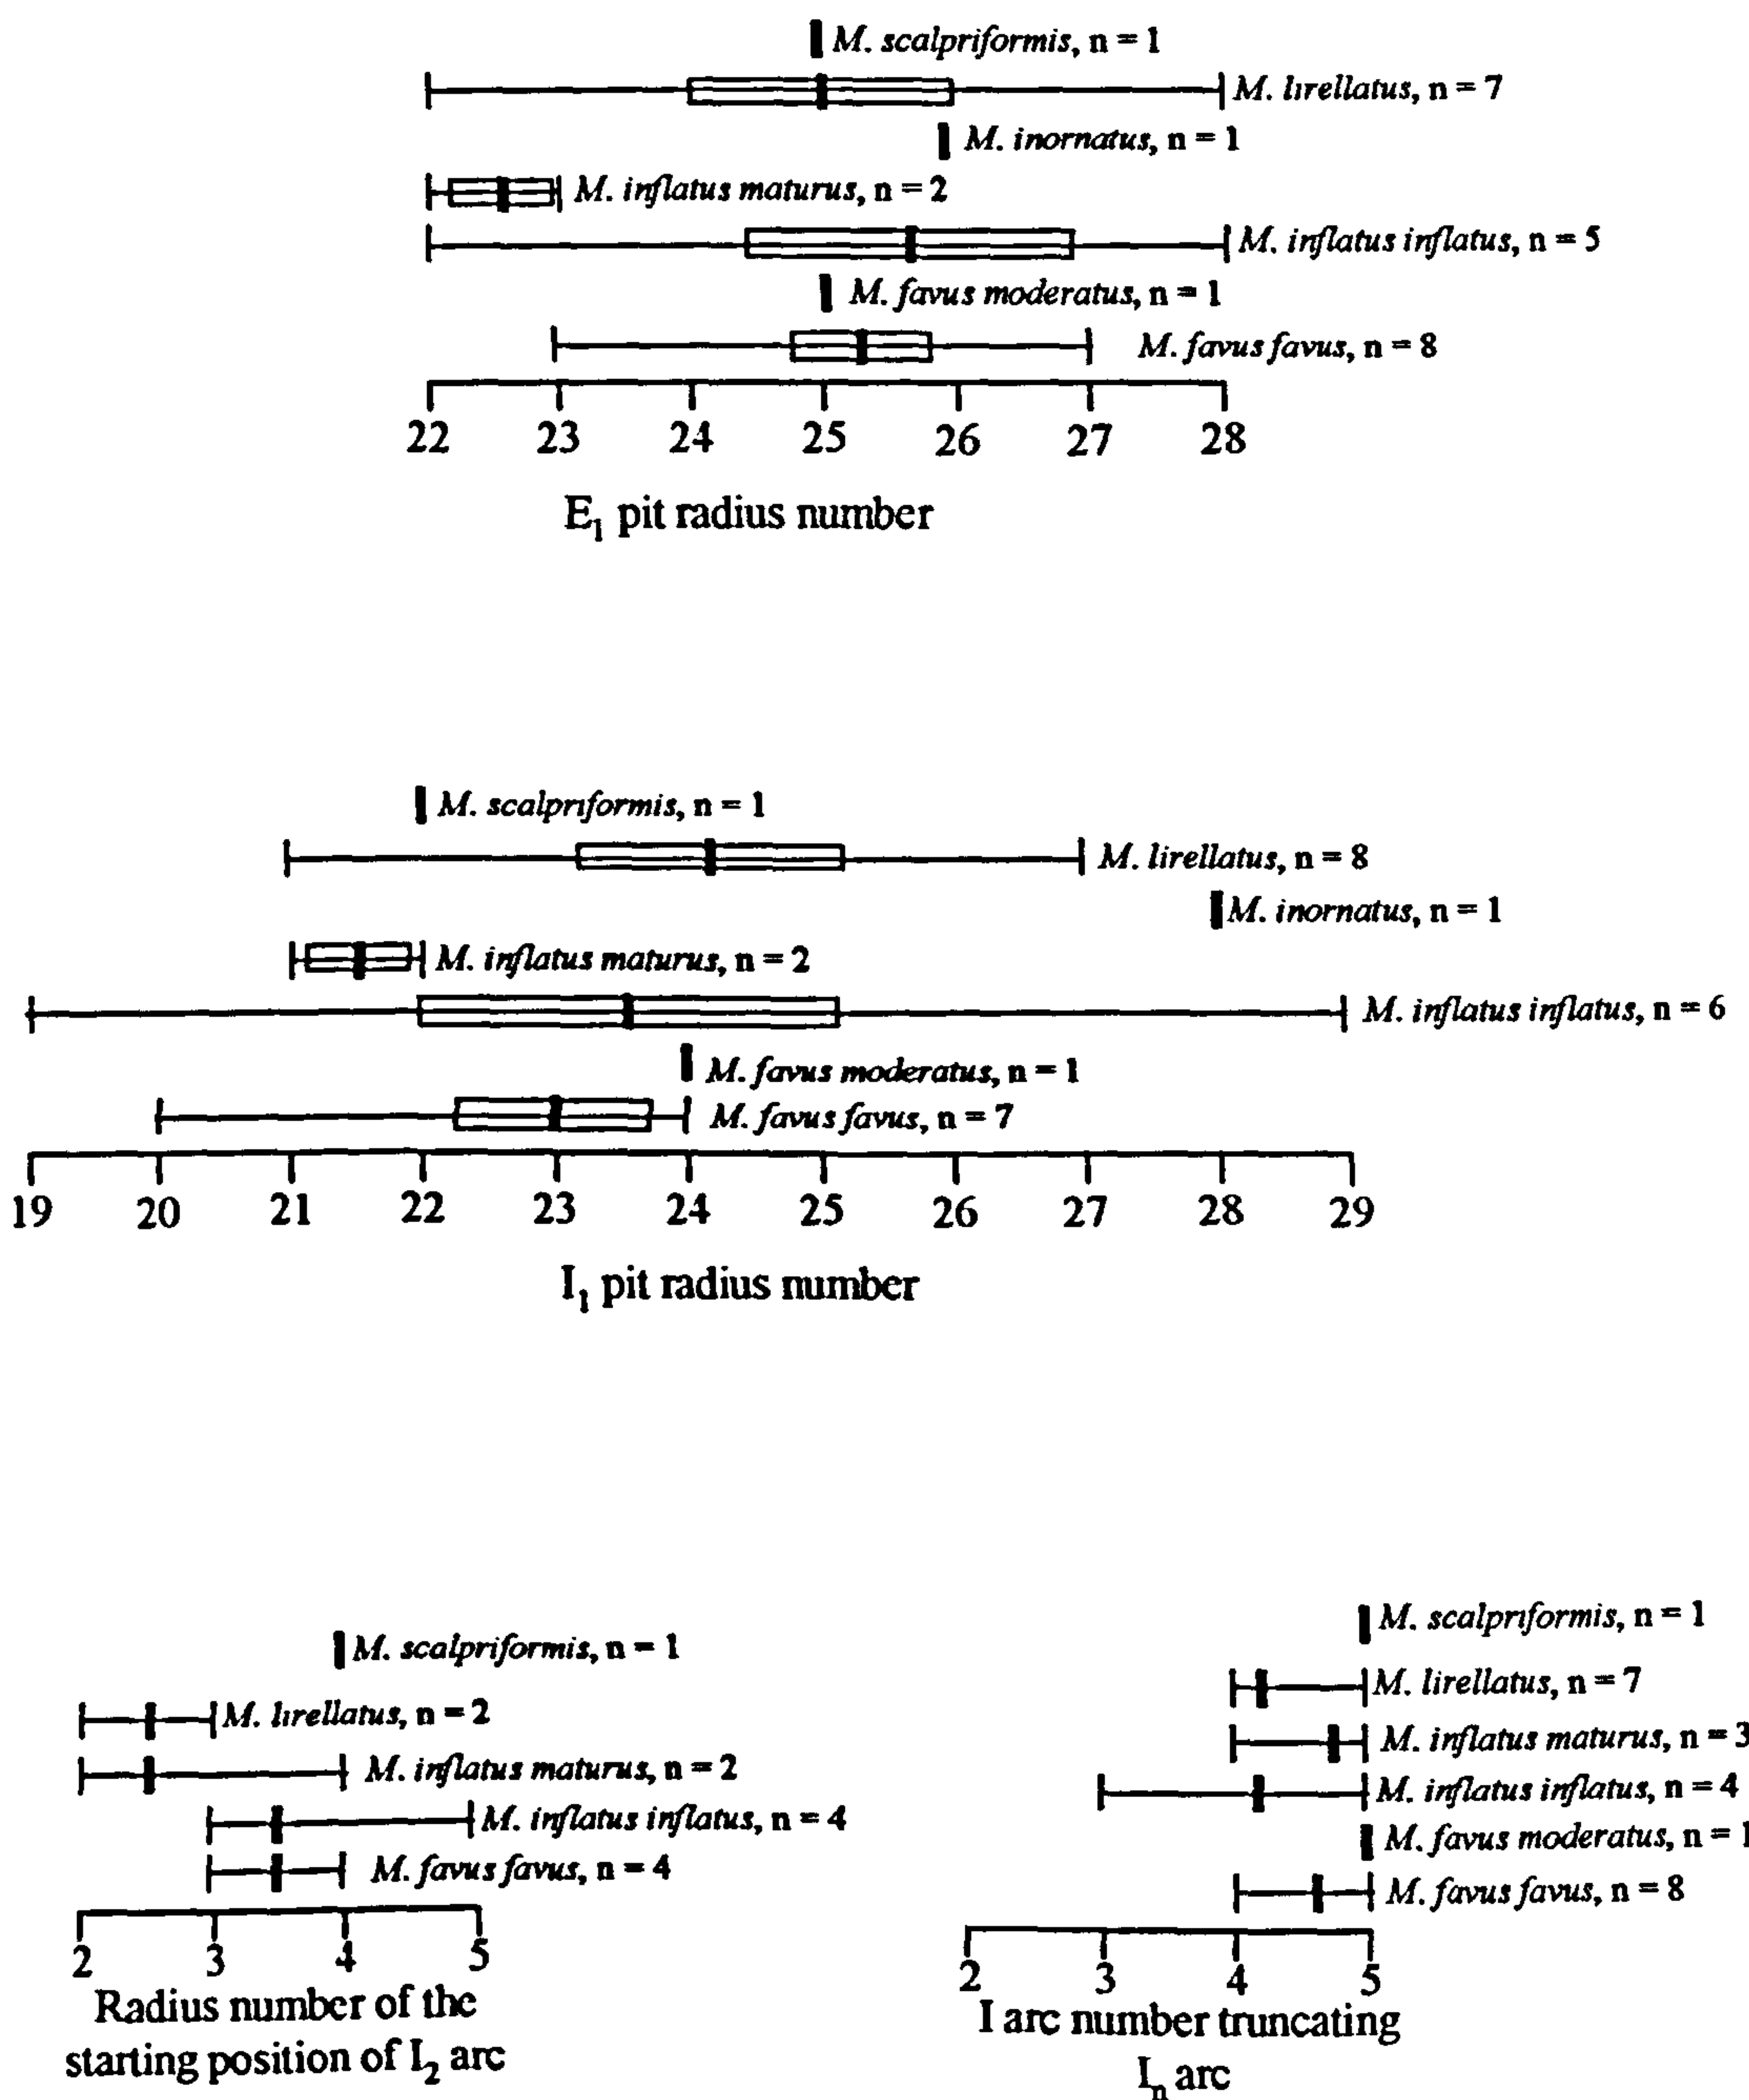 M. scalpriformis, n = 1
M. lirellatus, n = 7
M. inornatus, n = 1
M. inflatus maturus, n = 2
M. inflatus inflatus, n = 5
M. favus moderatus, n = 1
M. favus favus, n = 8
22 23 24 25 26 27 28
E₁ pit radius number
M. scalpriformis, n = 1
M. lirellatus, n = 8
M. inornatus, n = 1
M. inflatus maturus, n = 2
M. inflatus inflatus, n = 6
M. favus moderatus, n = 1
M. favus favus, n = 7
19 20 21 22 23 24 25 26 27 28 29
I₁ pit radius number
M. scalpriformis, n = 1
M. lirellatus, n = 2
M. inflatus maturus, n = 2
M. inflatus inflatus, n = 4
M. favus favus, n = 4
2 3 4 5
Radius number of the
starting position of I₂ arc
M. scalpriformis, n = 1
M. lirellatus, n = 7
M. inflatus maturus, n = 3
M. inflatus inflatus, n = 4
M. favus moderatus, n = 1
M. favus favus, n = 8
2 3 4 5
I arc number truncating
Iₙ arc